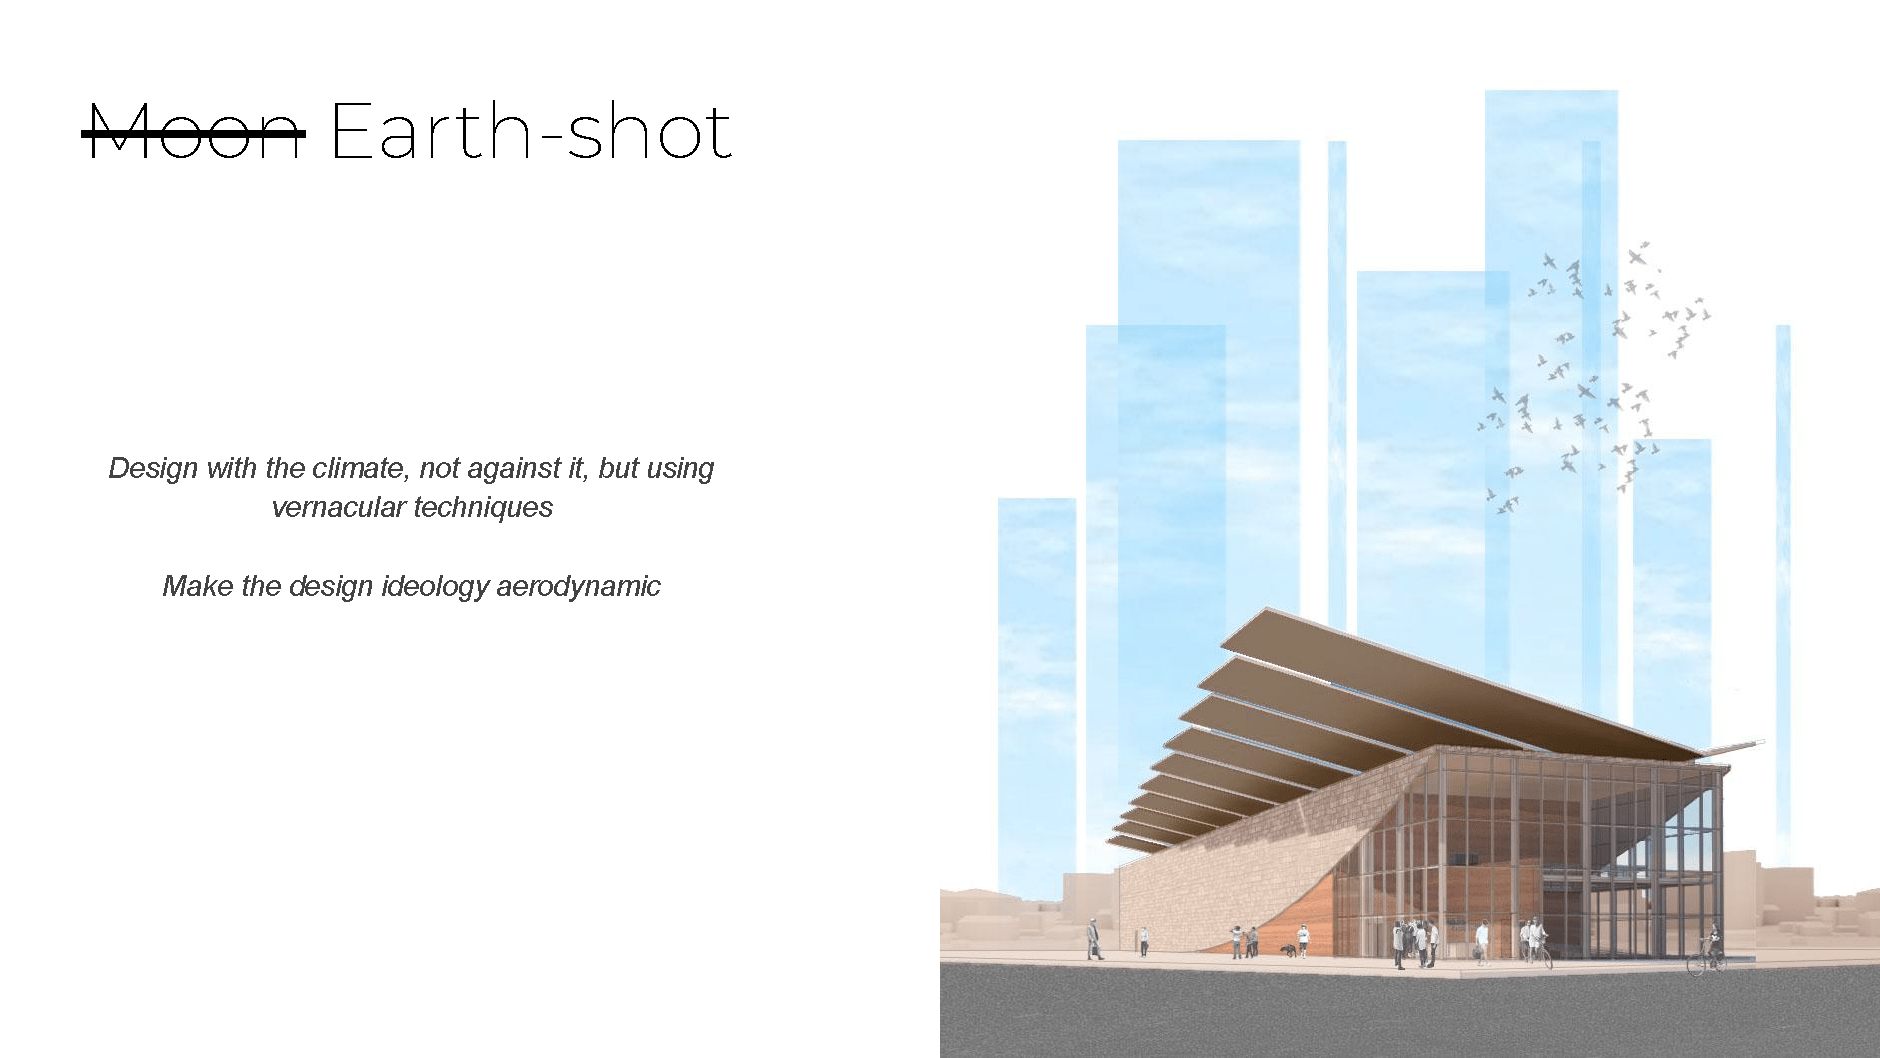 Moon Earth-shot
Design with the climate, not against it, but using
vernacular techniques
Make the design ideology aerodynamic